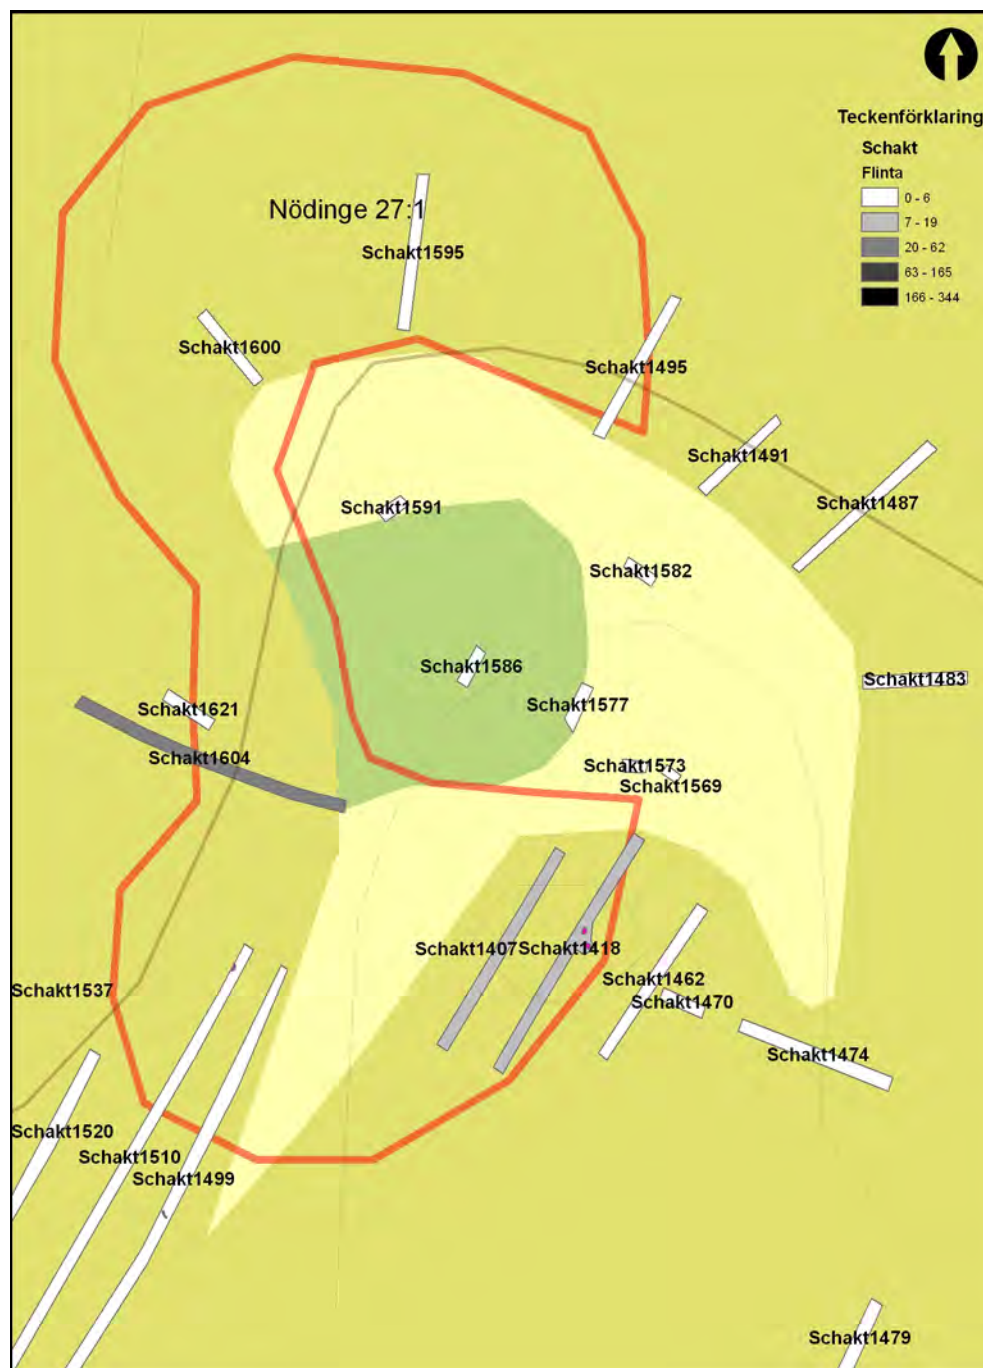 Teckenförklaring
Schakt
Flinta
0 - 6
7 - 19
20 - 62
63 - 165
166 - 344
Nödinge 27:1
Schakt1595
Schakt1600
Schakt1495
Schakt1491
Schakt1487
Schakt1591
Schakt1582
Schakt1586
Schakt1483
Schakt1577
Schakt1621
Schakt1604
Schakt1573
Schakt1569
Schakt1407
Schakt1418
Schakt1462
Schakt1537
Schakt1470
Schakt1474
Schakt1520
Schakt1510
Schakt1499
Schakt1479